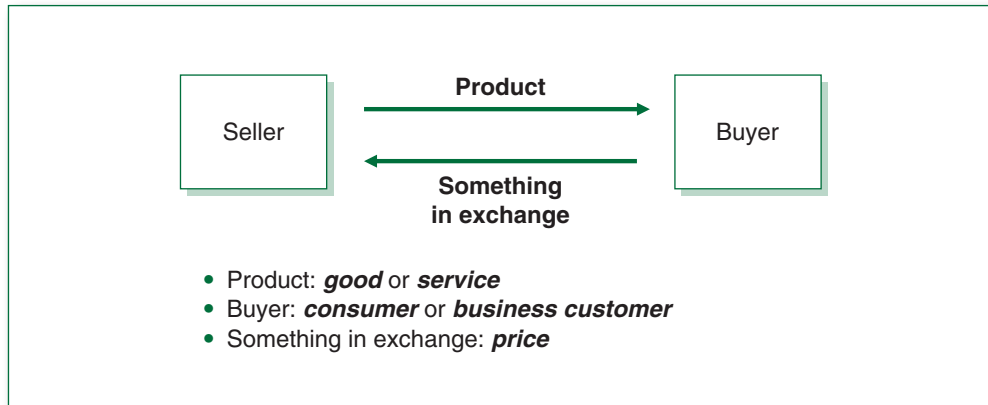 Product
Seller
Buyer
Something
in exchange
• Product: good or service
• Buyer: consumer or business customer
• Something in exchange: price